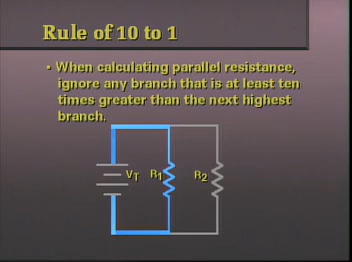 Rule of 10 to 1
• When calculating parallel resistance,
ignore any branch that is at least ten
times greater than the next highest
branch.
VT R1 R2